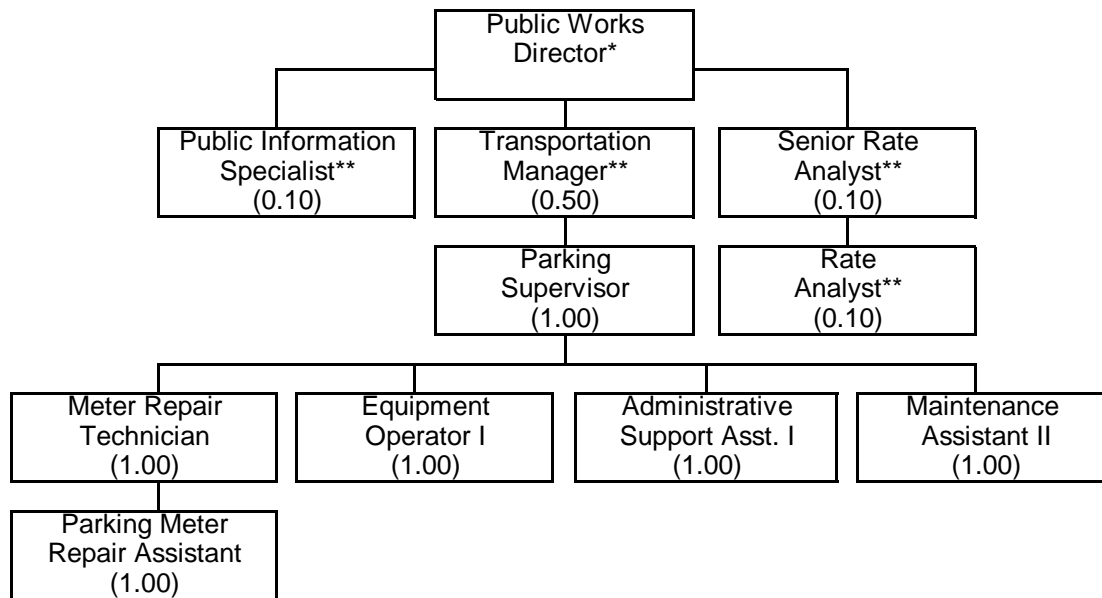 Public Works
Director*
Public Information
Specialist**
(0.10)
Transportation
Manager**
(0.50)
Senior Rate
Analyst**
(0.10)
Parking
Supervisor
(1.00)
Rate
Analyst**
(0.10)
Meter Repair
Technician
(1.00)
Equipment
Operator I
(1.00)
Administrative
Support Asst. I
(1.00)
Maintenance
Assistant II
(1.00)
Parking Meter
Repair Assistant
(1.00)